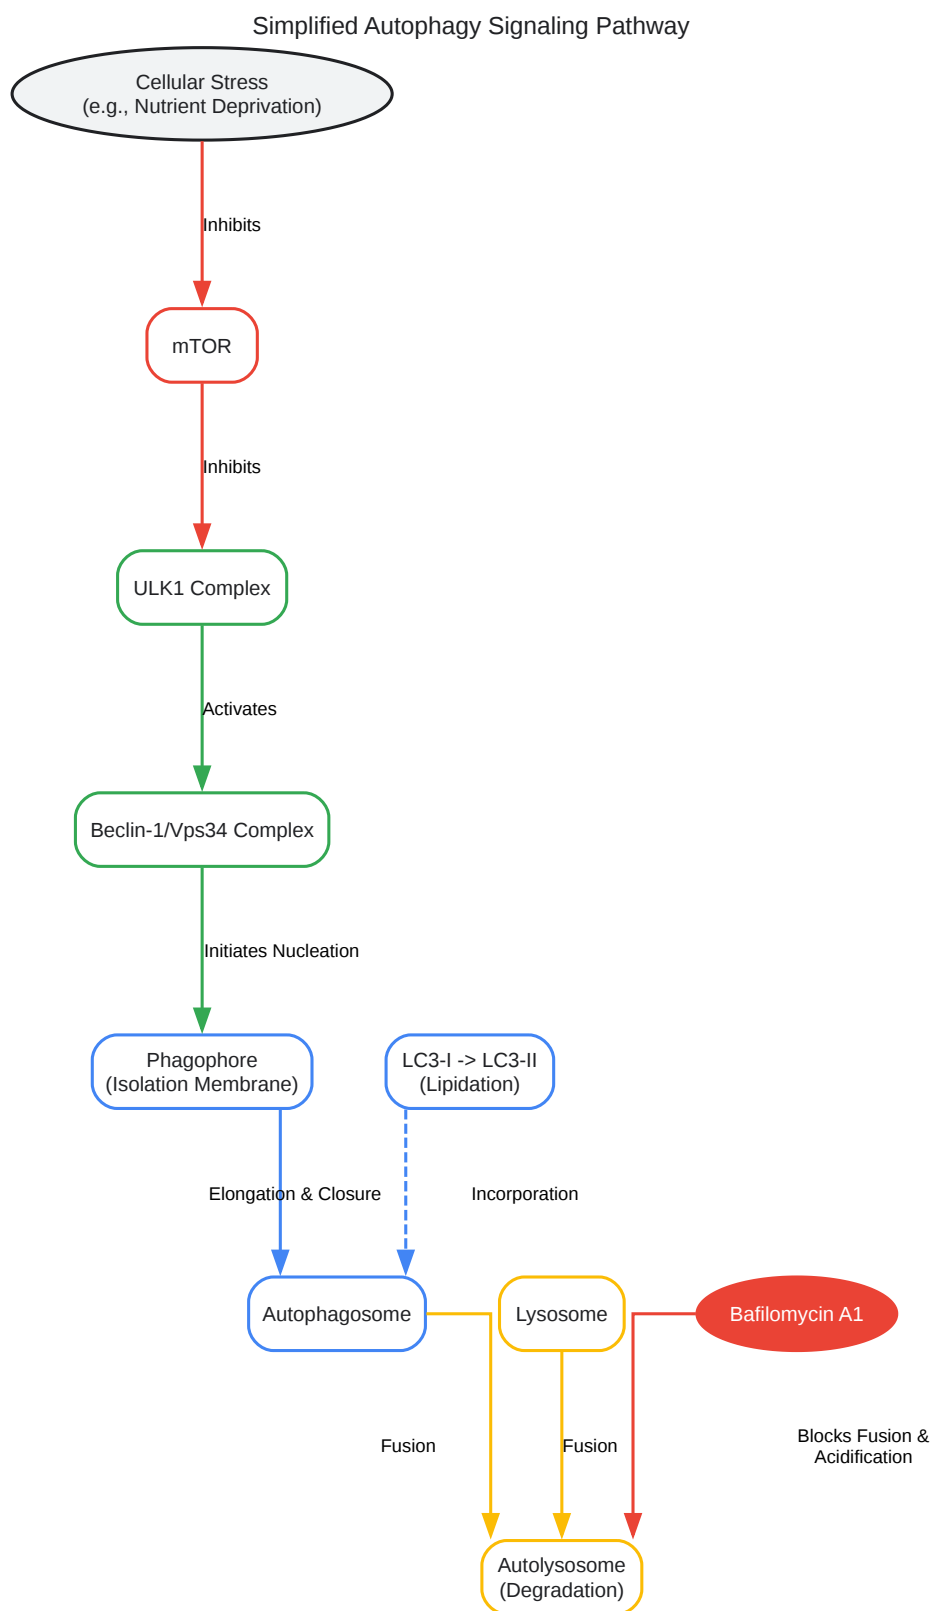 Simplified Autophagy Signaling Pathway
Cellular Stress
(e.g., Nutrient Deprivation)
Inhibits
mTOR
Inhibits
ULK1 Complex
Activates
Beclin-1/Vps34 Complex
Initiates Nucleation
Phagophore
(Isolation Membrane)
LC3-I -> LC3-II
(Lipidation)
Elongation & Closure
Incorporation
Autophagosome
Lysosome
Bafilomycin A1
Fusion
Fusion
Blocks Fusion &
Acidification
Autolysosome
(Degradation)